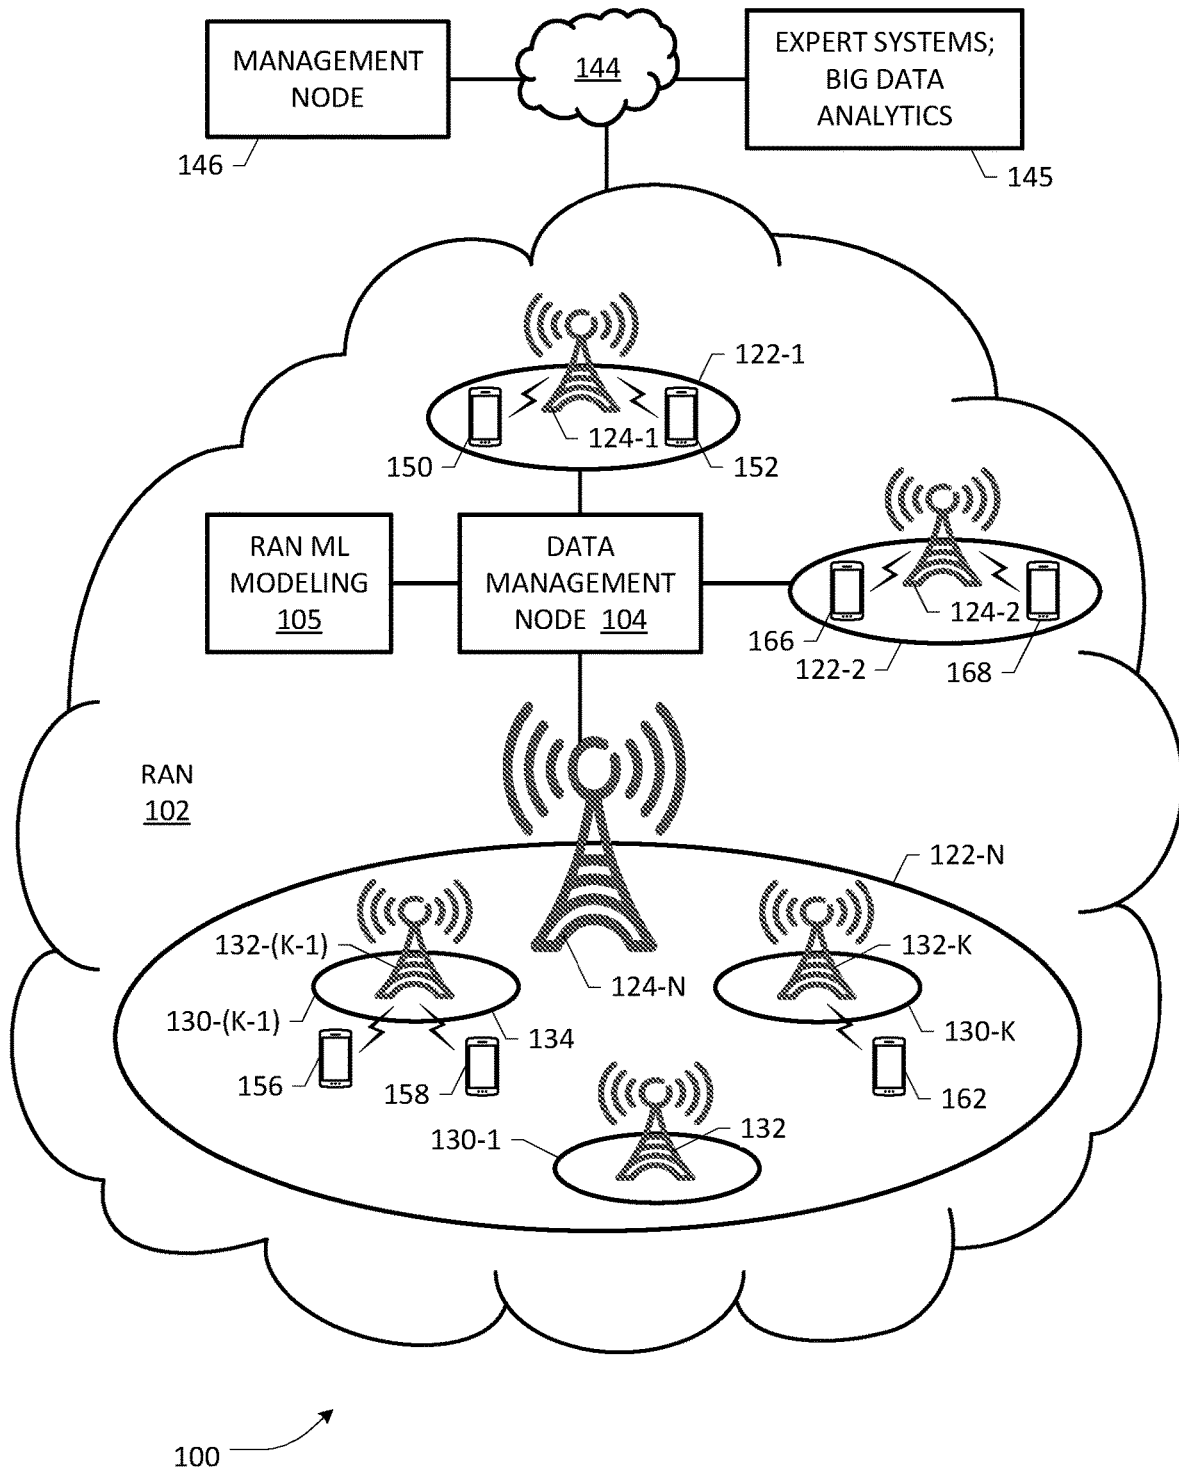 MANAGEMENT
NODE
144
EXPERT SYSTEMS;
BIG DATA
ANALYTICS
146
145
122-1
124-1
150
152
RAN ML
MODELING
105
DATA
MANAGEMENT
NODE 104
124-2
166
122-2
168
RAN
102
122-N
132-(K-1)
132-K
124-N
130-(K-1)
134
130-K
156
158
162
130-1
132
100